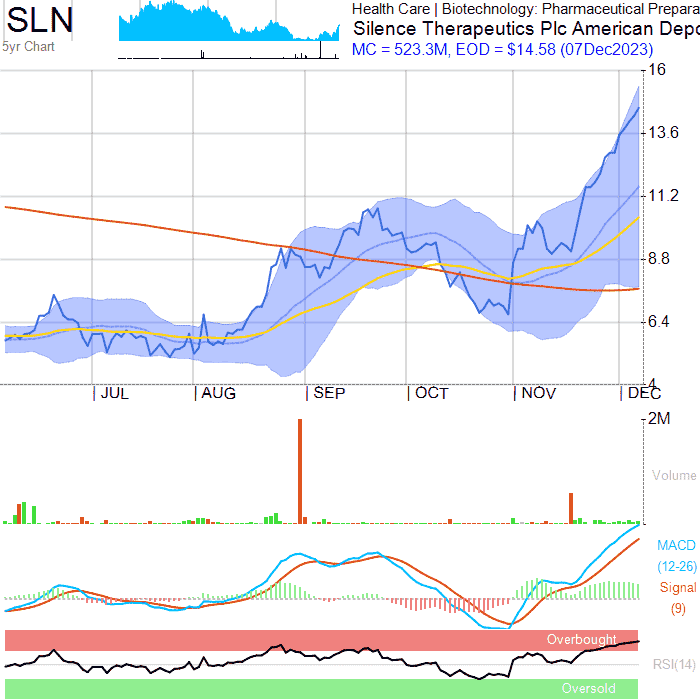 SLN
5yr Chart
Health Care | Biotechnology: Pharmaceutical Prepara
Silence Therapeutics Plc American Depo
MC = 523.3M, EOD = $14.58 (07Dec2023)
16
13.6
11.2
8.8
6.4
4
JUL AUG SEP OCT NOV DEC
2M
Volume
MACD
(12-26)
Signal
(9)
Overbought
RSI(14)
Oversold